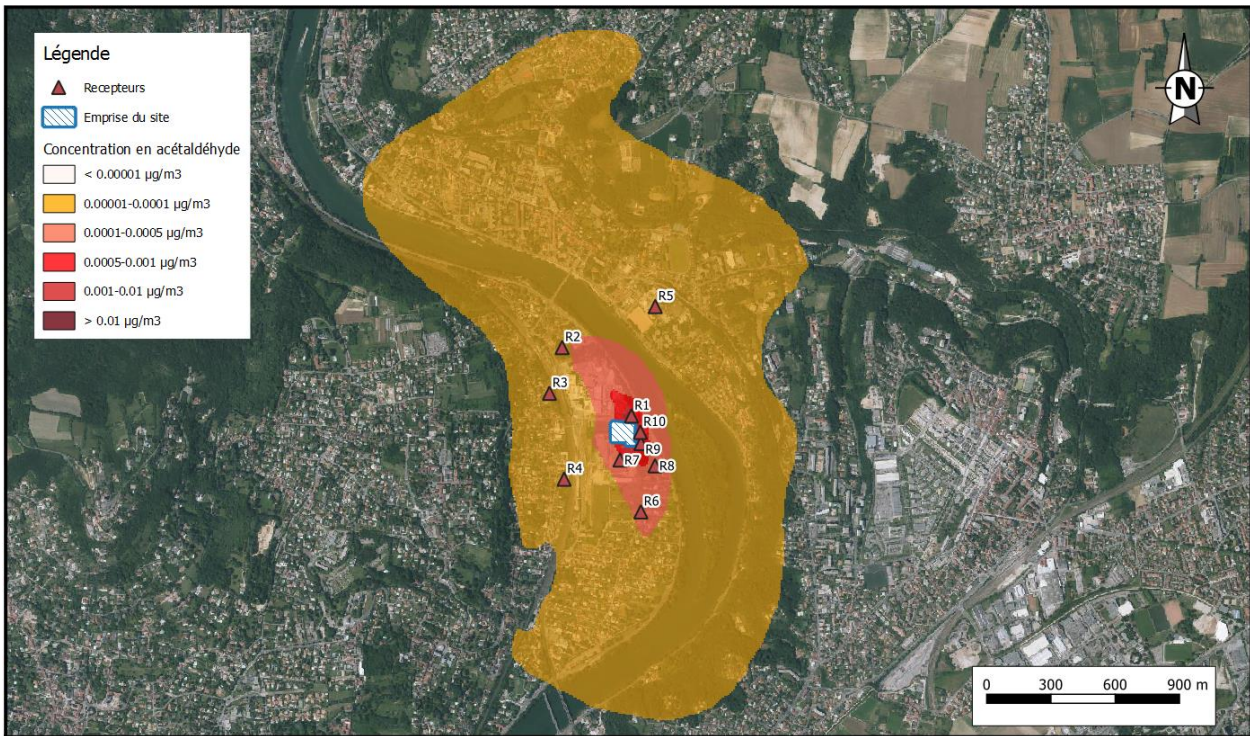 Légende
Recepteurs
Emprise du site
Concentration en acétaldéhyde
< 0.00001 µg/m3
0.00001-0.0001 µg/m3
0.0001-0.0005 µg/m3
0.0005-0.001 µg/m3
0.001-0.01 µg/m3
> 0.01 µg/m3
N
R5
R2
R3
R1
R10
R9
R7
R8
R4
R6
0 300 600 900 m